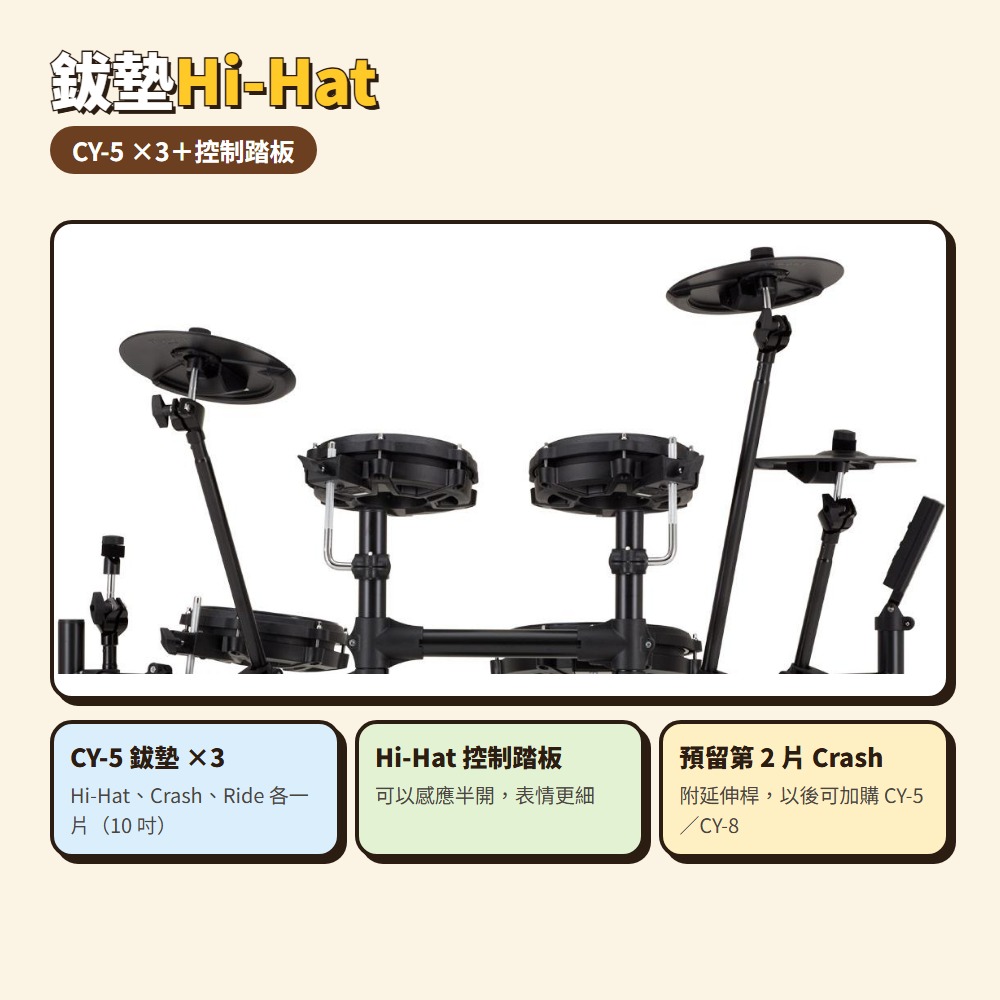 鈸墊Hi-Hat
CY-5 ×3＋控制踏板
CY-5 鈸墊 ×3
Hi-Hat、Crash、Ride 各一
片（10 吋）
Hi-Hat 控制踏板
可以感應半開，表情更細
預留第 2 片 Crash
附延伸桿，以後可加購 CY-5
／CY-8